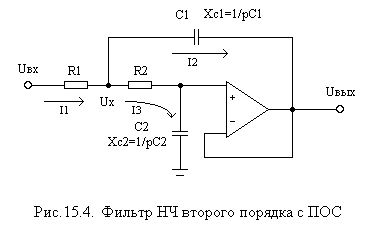 C1 Xc1=1/pC1
I2
Uвх R1 R2
Uвых
I1 Ux I3
C2
Xc2=1/pC2
+
−
Рис.15.4. Фильтр НЧ второго порядка с ПОС